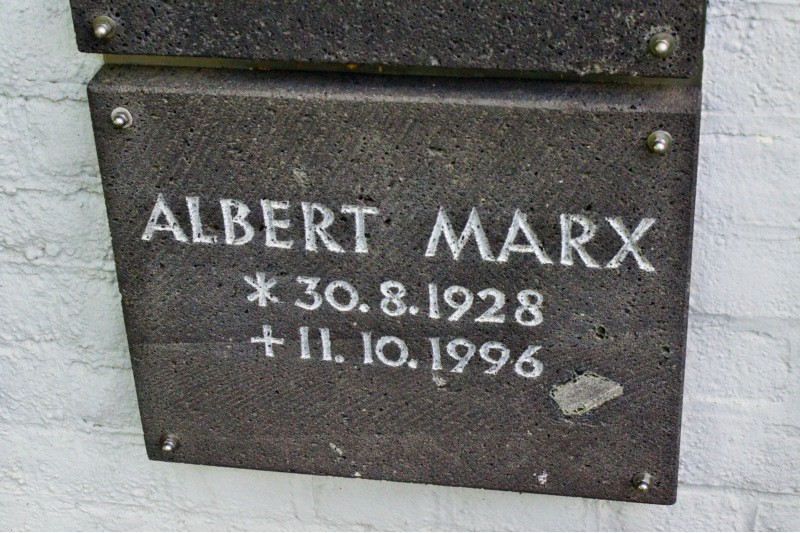 ALBERT MARX
* 30. 8. 1928
+ 11. 10. 1996